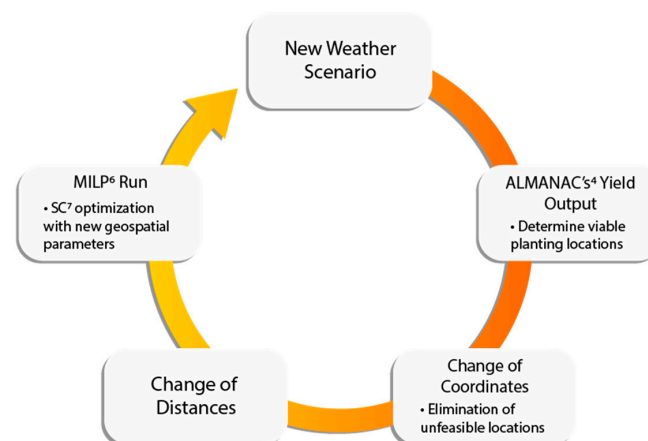 New Weather
Scenario
ALMANAC's⁴ Yield
Output
• Determine viable
planting locations
Change of
Coordinates
• Elimination of
unfeasible locations
Change of
Distances
MILP⁶ Run
• SC⁷ optimization
with new geospatial
parameters